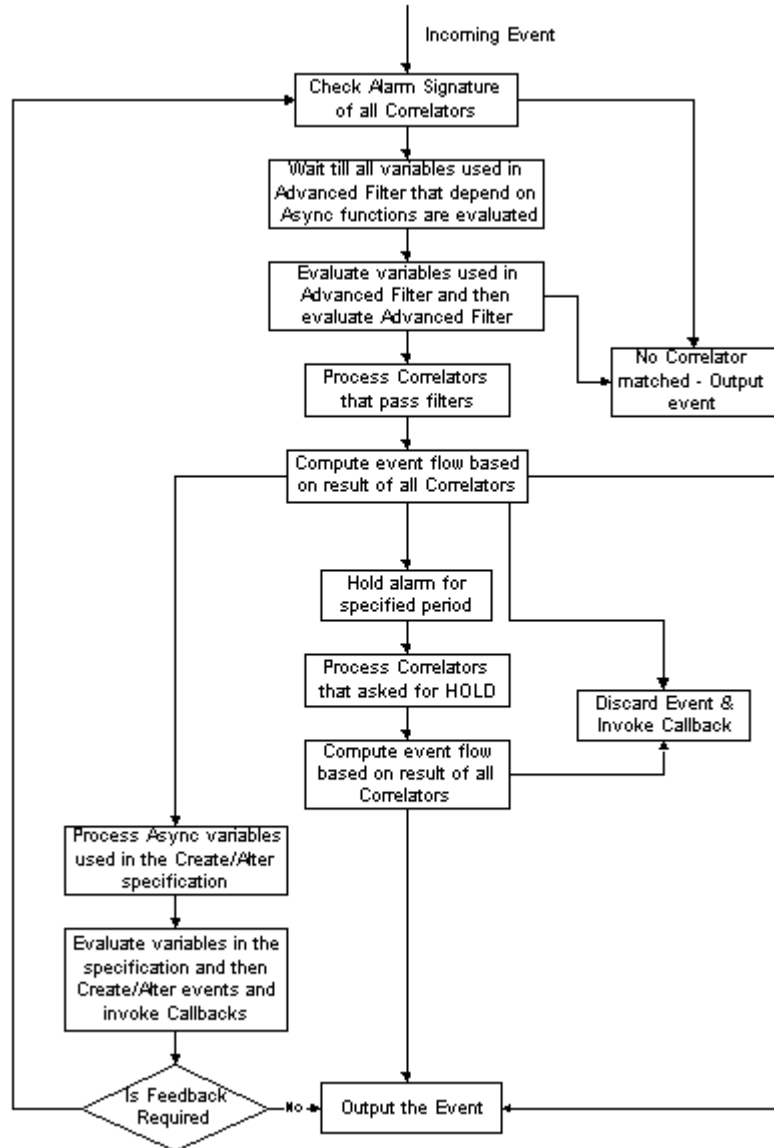 Incoming Event
Check Alarm Signature
of all Correlators
Wait till all variables used in
Advanced Filter that depend on
Async functions are evaluated
Evaluate variables used in
Advanced Filter and then
evaluate Advanced Filter
No Correlator
matched - Output
event
Process Correlators
that pass filters
Compute event flow based
on result of all Correlators
Hold alarm for
specified period
Process Correlators
that asked for HOLD
Discard Event &
Invoke Callback
Compute event flow
based on result of all
Correlators
Process Async variables
used in the Create/Alter
specification
Evaluate variables in the
specification and then
Create/Alter events and
invoke Callbacks
Is Feedback
Required
No
Output the Event